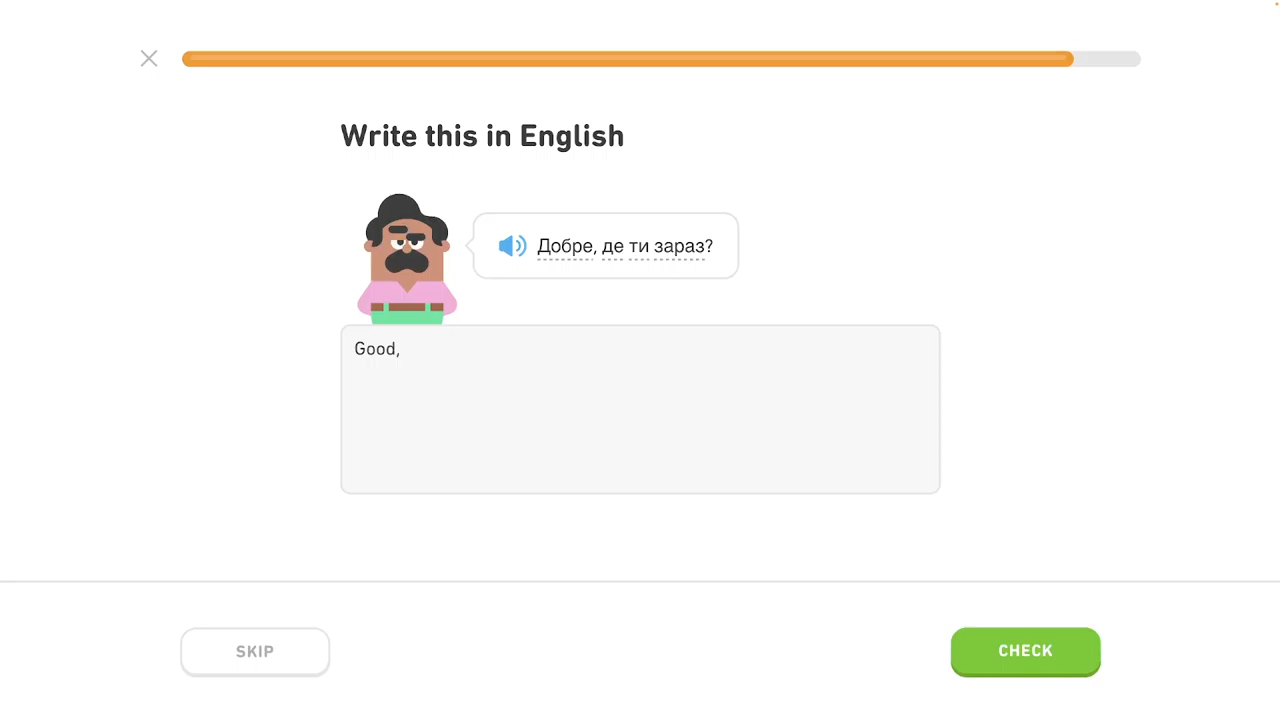 Write this in English
Добре, де ти зараз?
Good,
SKIP
CHECK